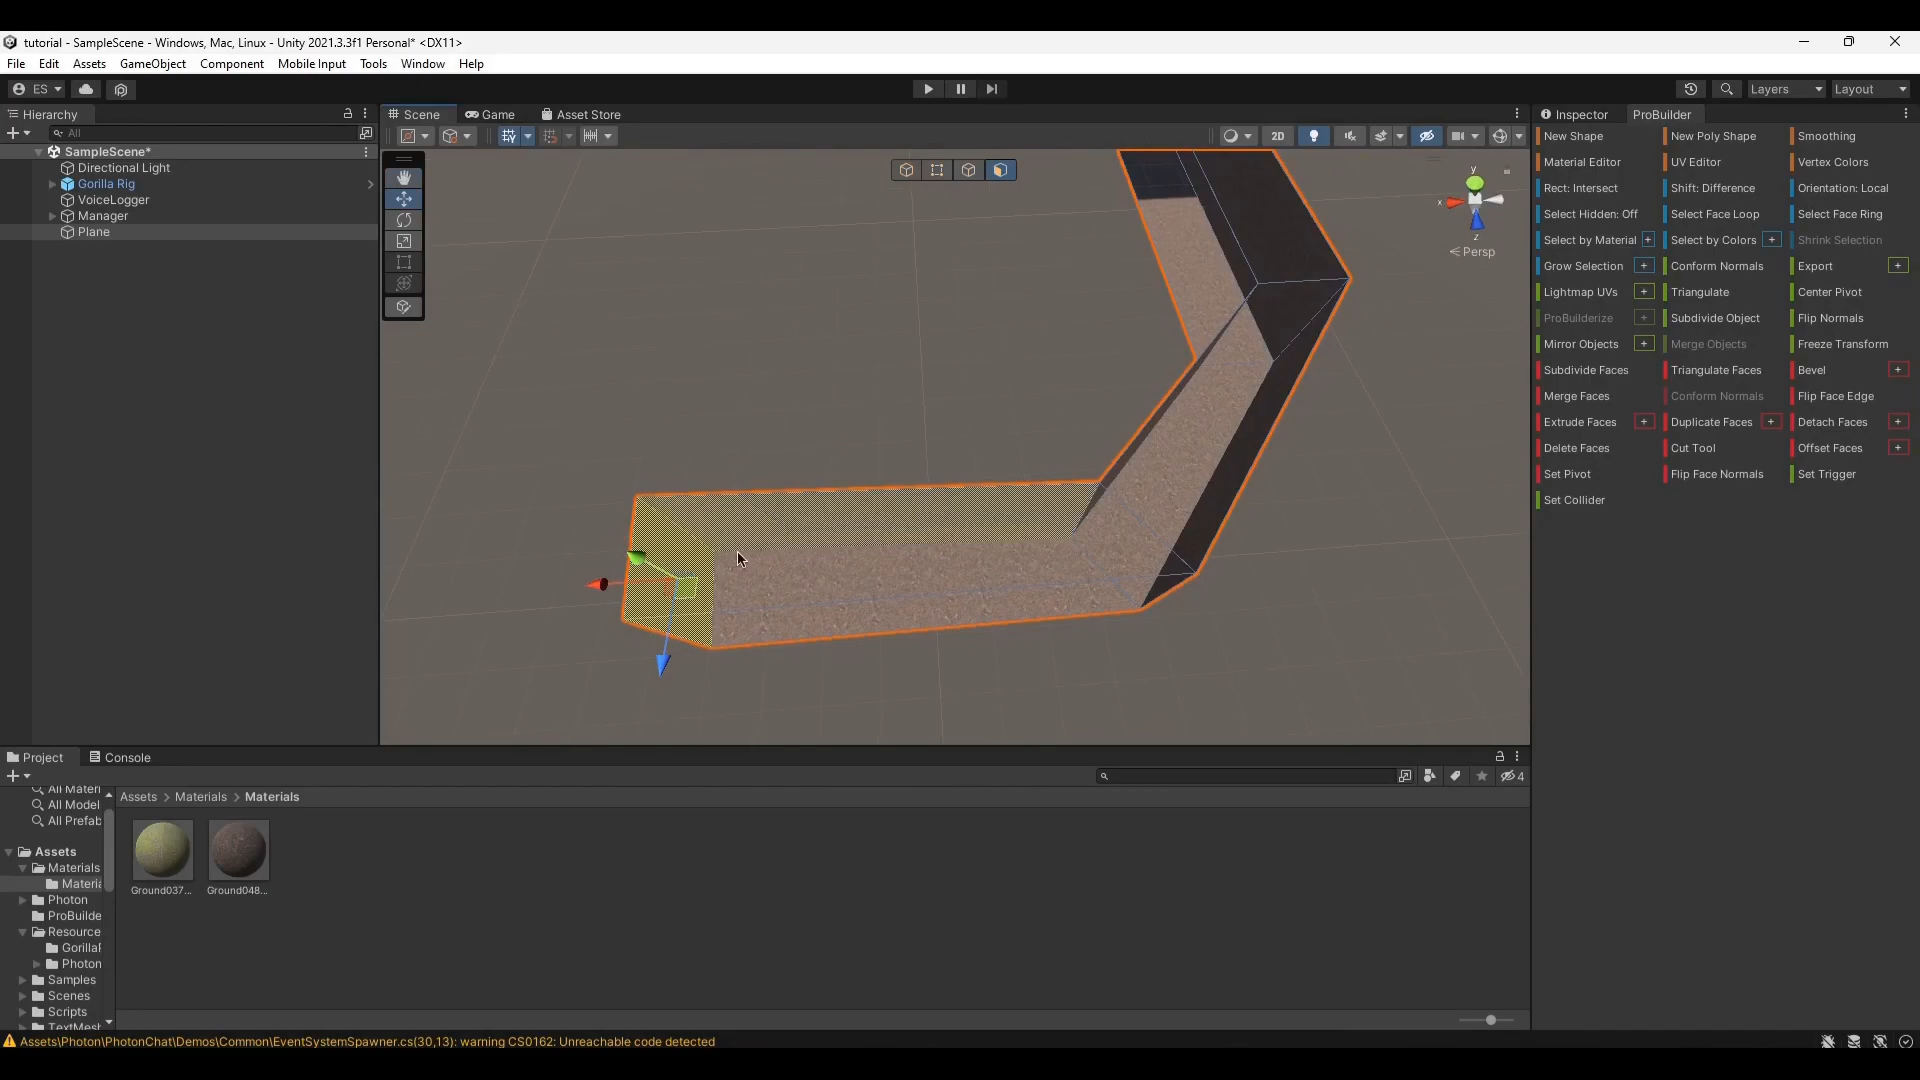 tutorial - SampleScene - Windows, Mac, Linux - Unity 2021.3.3f1 Personal* <DX11>
File Edit Assets GameObject Component Mobile Input Tools Window Help
ES Layers Layout
Hierarchy
All
SampleScene*
Directional Light
Gorilla Rig
VoiceLogger
Manager
Plane
Scene Game Asset Store
2D
y
x
z
Persp
Inspector ProBuilder
New Shape New Poly Shape Smoothing
Material Editor UV Editor Vertex Colors
Rect: Intersect Shift: Difference Orientation: Local
Select Hidden: Off Select Face Loop Select Face Ring
Select by Material + Select by Colors + Shrink Selection
Grow Selection + Conform Normals Export +
Lightmap UVs + Triangulate Center Pivot
ProBuilderize + Subdivide Object Flip Normals
Mirror Objects + Merge Objects Freeze Transform
Subdivide Faces Triangulate Faces Bevel +
Merge Faces Conform Normals Flip Face Edge
Extrude Faces + Duplicate Faces + Detach Faces +
Delete Faces Cut Tool Offset Faces +
Set Pivot Flip Face Normals Set Trigger
Set Collider
Project Console
4
All Materi
All Model
All Prefab
Assets
Materials
Materia
Photon
ProBuilde
Resource
Gorilla
Photon
Samples
Scenes
Scripts
TextMesh
Assets > Materials > Materials
Ground037... Ground048...
Assets\Photon\PhotonChat\Demos\Common\EventSystemSpawner.cs(30,13): warning CS0162: Unreachable code detected